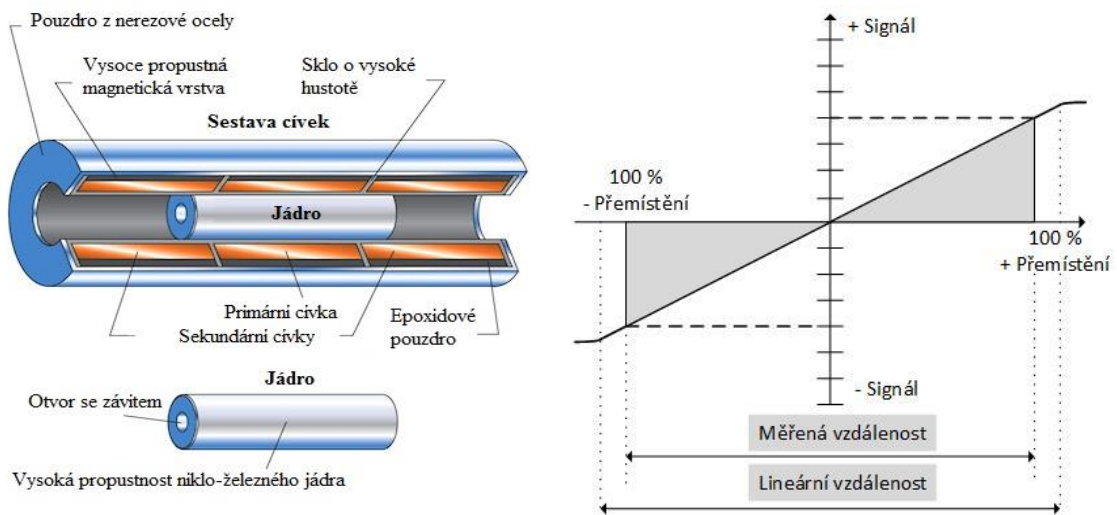 Pouzdro z nerezové ocely
Vysoce propustná
magnetická vrstva
Sklo o vysoké
hustotě
Sestava cívek
Jádro
Primárni cívka
Sekundární cívky
Epoxidové
pouzdro
Jádro
Otvor se závitem
Vysoká propustnost niklo-železného jádra
+ Signál
100 %
- Přemístění
100 %
+ Přemístění
- Signál
Měřená vzdálenost
Lineární vzdálenost